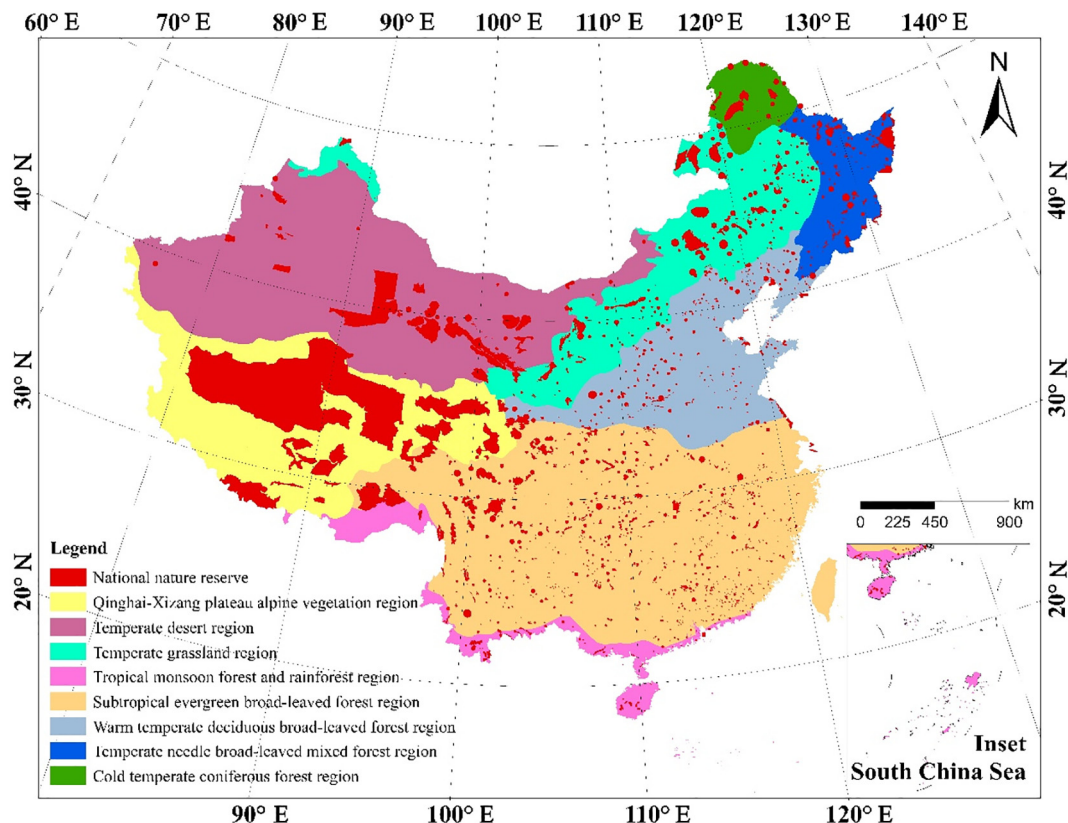 60° E 70° E 80° E 90° E 100° E 110° E 120° E 130° E 140° E
N
40° N
40° N
30° N
30° N
20° N
20° N
km
0 225 450 900
Legend
National nature reserve
Qinghai-Xizang plateau alpine vegetation region
Temperate desert region
Temperate grassland region
Tropical monsoon forest and rainforest region
Subtropical evergreen broad-leaved forest region
Warm temperate deciduous broad-leaved forest region
Temperate needle broad-leaved mixed forest region
Cold temperate coniferous forest region
Inset
South China Sea
90° E 100° E 110° E 120° E